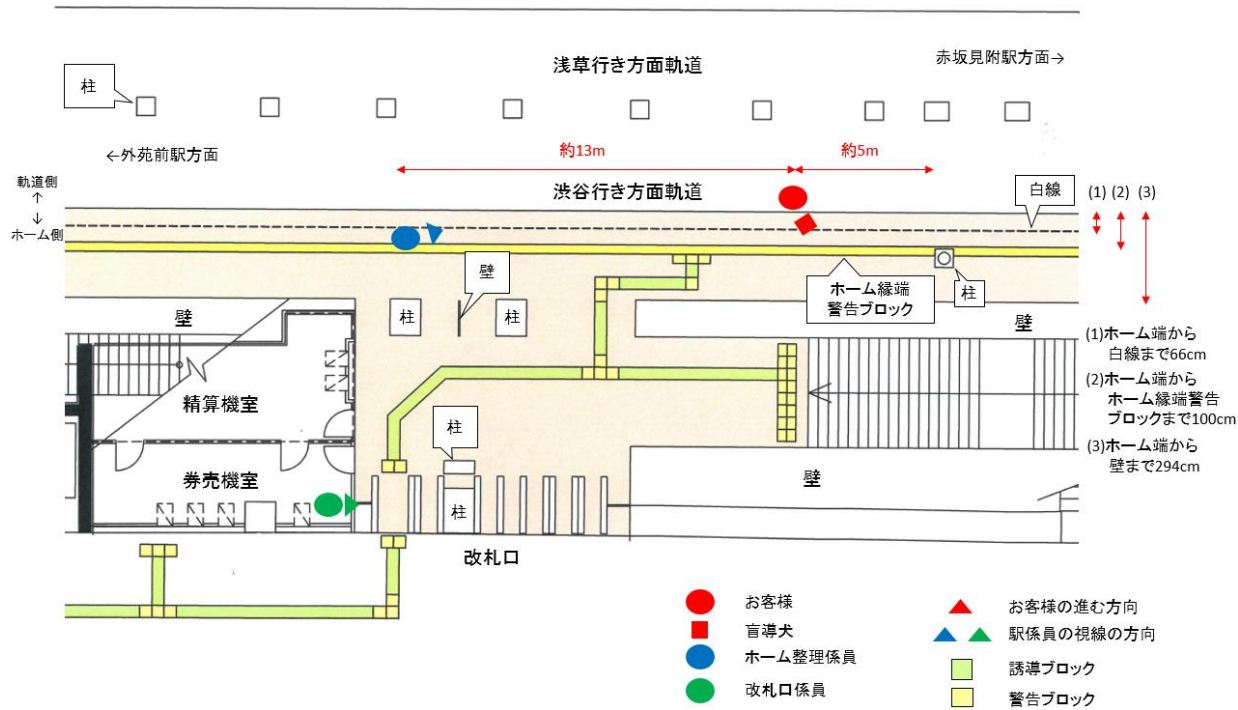 浅草行き方面軌道
赤坂見附駅方面→
柱
←外苑前駅方面
約13m
約5m
軌道側
↑
↓
ホーム側
渋谷行き方面軌道
白線
(1) (2) (3)
壁
ホーム縁端
警告ブロック
柱
壁
柱
柱
壁
(1)ホーム端から
白線まで66cm
(2)ホーム端から
ホーム縁端警告
ブロックまで100cm
(3)ホーム端から
壁まで294cm
精算機室
柱
券売機室
壁
柱
改札口
お客様
盲導犬
ホーム整理係員
改札口係員
お客様の進む方向
駅係員の視線の方向
誘導ブロック
警告ブロック